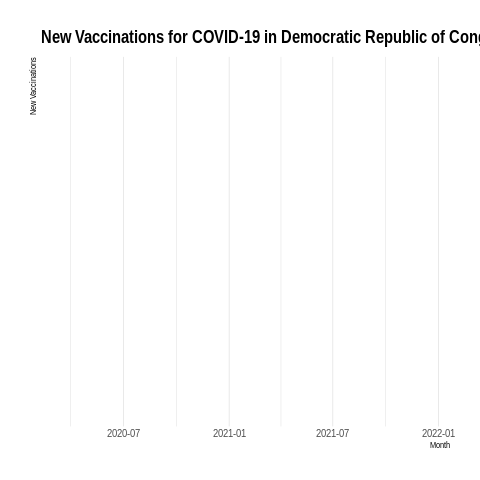 New Vaccinations for COVID-19 in Democratic Republic of Cong
New Vaccinations
2020-07 2021-01 2021-07 2022-01
Month